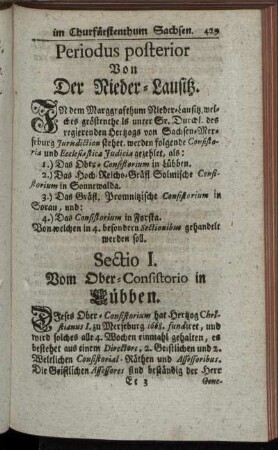 im Churfürstenthum Sachsen. 429
Periodus posterior
Von
Der Nieder-Lausitz.
IN dem Marggrafthum Nieder-Lausitz, wel-
ches gröstentheils unter Sr. Durchl. des
regierenden Hertzogs von Sachsen-Mer-
seburg Jurisdiction stehet, werden folgende Consisto-
ria und Ecclesiastica Judicia gezehlet, als:
1.) Das Ober-Consistorium in Lübben.
2.) Das Hoch-Reichs-Gräfl. Solmische Consi-
storium in Sonnewalda.
3.) Das Gräfl. Promnitzische Consistorium in
Sorau, und:
4.) Das Consistorium in Forsta.
Von welchen in 4. besondern Sectionibus gehandelt
werden soll.
Sectio I.
Vom Ober-Consistorio in
Lübben.
DIeses Ober-Consistorium hat Hertzog Chri-
stianus I. zu Merseburg 1668. fundiret, und
wird solches alle 4. Wochen einmahl gehalten, es
bestehet aus einem Directore, 2. Geistlichen und 2.
Weltlichen Consistorial-Räthen und Assessoribus.
Die Geistlichen Assessores sind beständig der Herr
Ee 3 Gene-